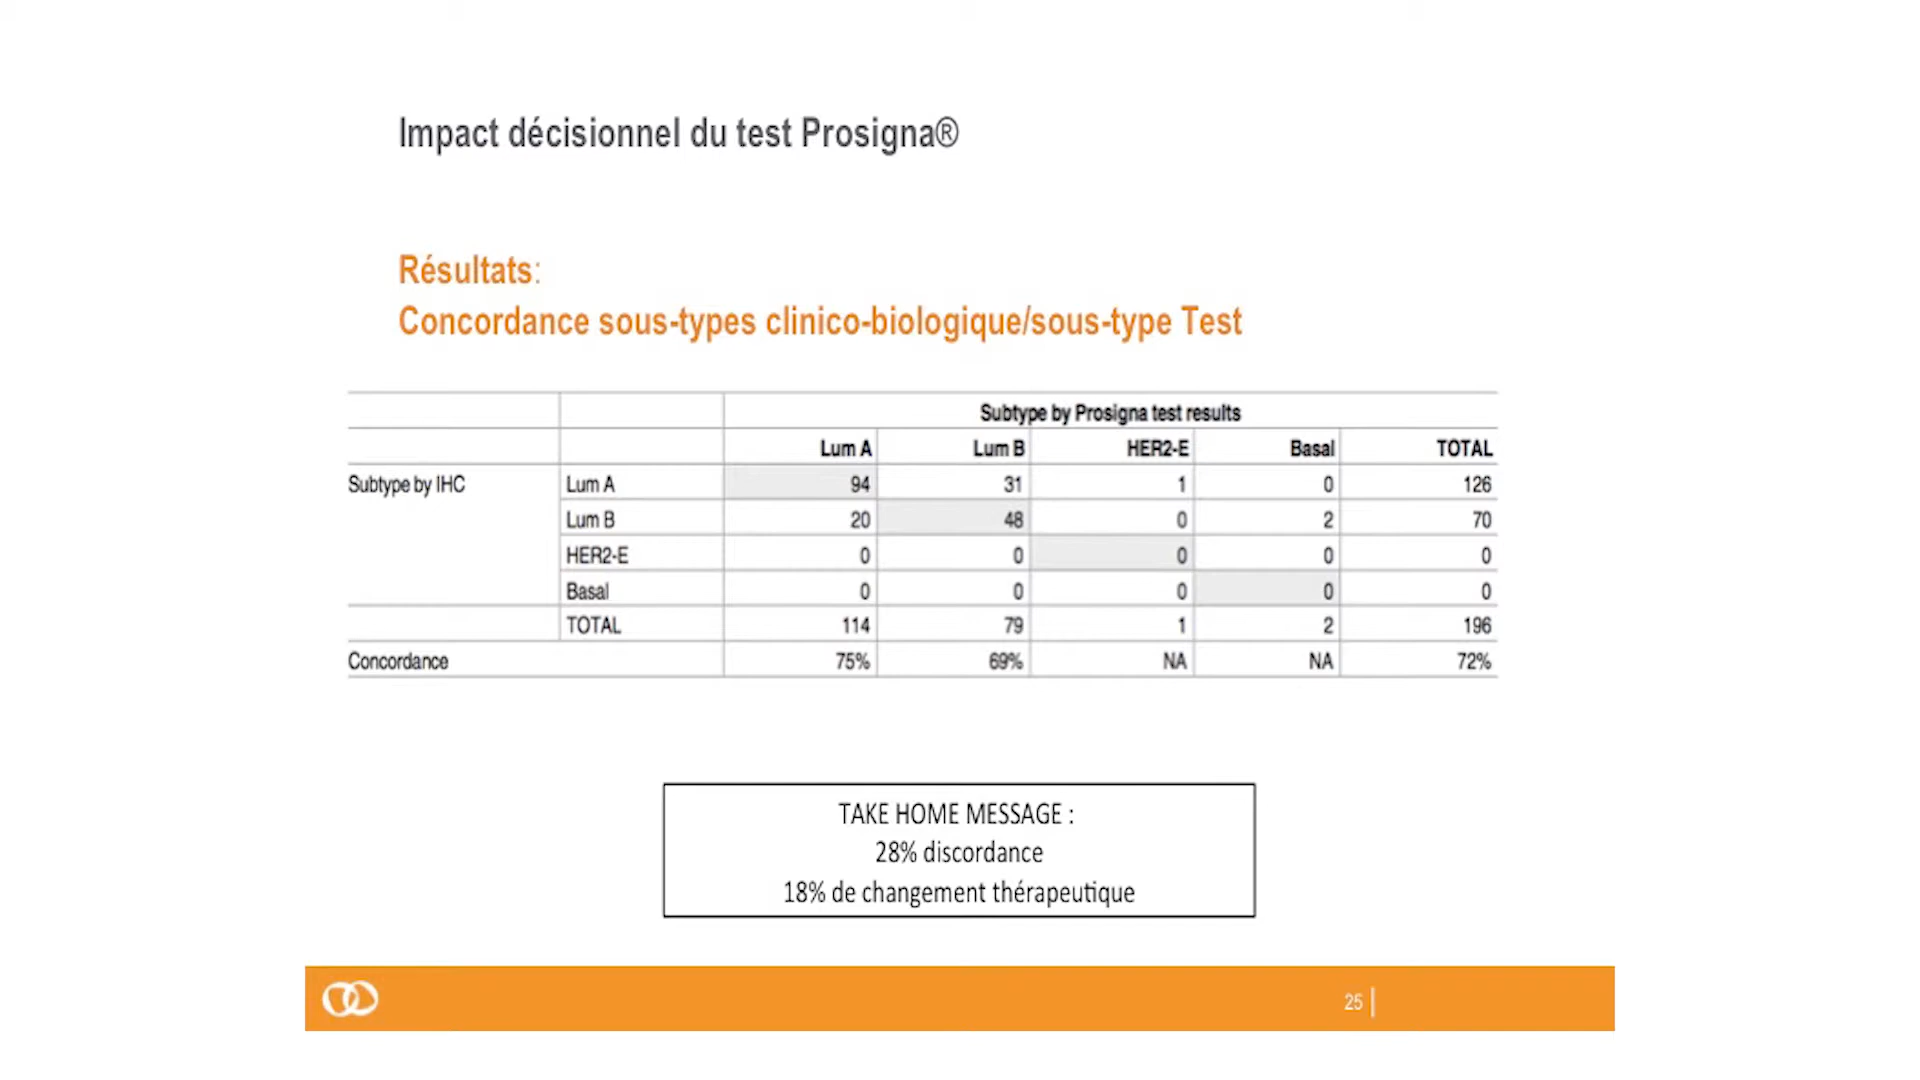 Impact décisionnel du test Prosigna®
Résultats:
Concordance sous-types clinico-biologique/sous-type Test
Subtype by Prosigna test results
Lum A Lum B HER2-E Basal TOTAL
Subtype by IHC Lum A 94 31 1 0 126
Lum B 20 48 0 2 70
HER2-E 0 0 0 0 0
Basal 0 0 0 0 0
TOTAL 114 79 1 2 196
Concordance 75% 69% NA NA 72%
TAKE HOME MESSAGE :
28% discordance
18% de changement thérapeutique
25